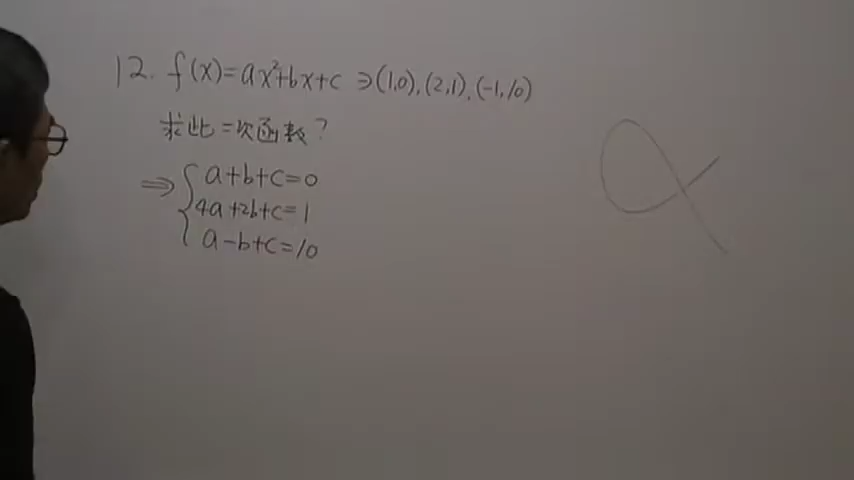 12. f(x)=ax²+bx+c ∋(1,0),(2,1),(-1,10)
求此二次函数?
⇒ { a+b+c=0
4a+2b+c=1
a-b+c=10